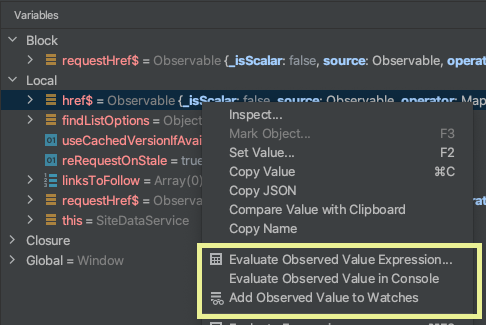 Variables
Block
requestHref$ = Observable {_isScalar: false, source: Observable, operat
Local
href$ = Observable {_isScalar: false, source: Observable, operator: Map
findListOptions = Object
useCachedVersionIfAvai
reRequestOnStale = true
linksToFollow = Array(0)
requestHref$ = Observab
this = SiteDataService
Closure
Global = Window
Inspect...
Mark Object... F3
Set Value... F2
Copy Value ⌘C
Copy JSON
Compare Value with Clipboard
Copy Name
Evaluate Observed Value Expression...
Evaluate Observed Value in Console
Add Observed Value to Watches